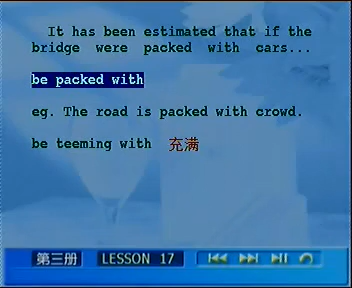 It has been estimated that if the
bridge were packed with cars...
be packed with
eg. The road is packed with crowd.
be teeming with 充满
第三册 LESSON 17